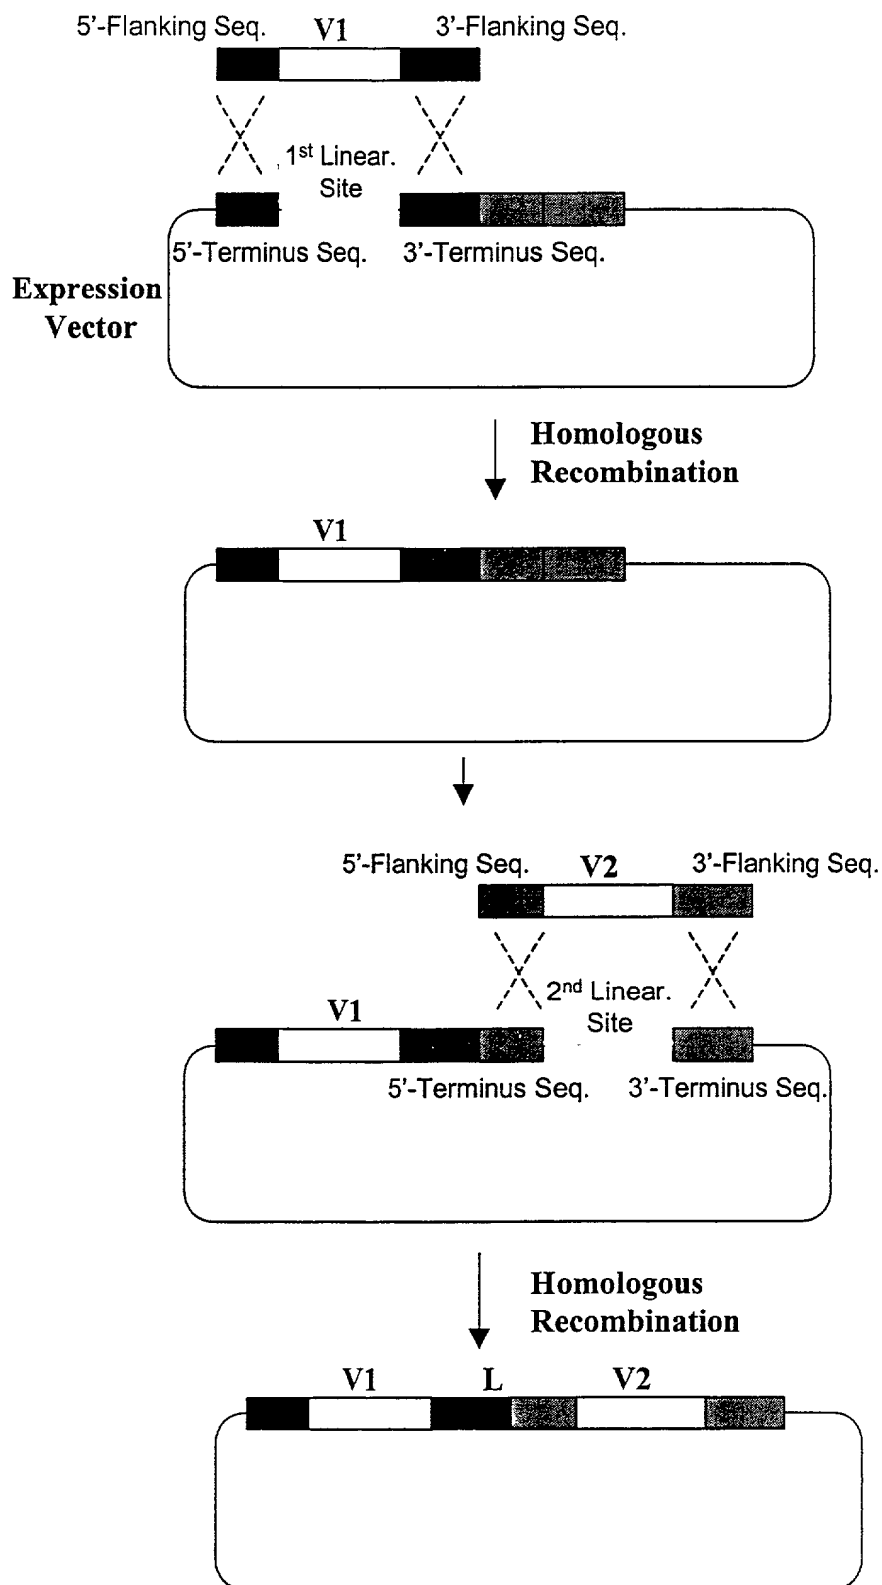 5'-Flanking Seq. V1 3'-Flanking Seq.
1st Linear.
Site
5'-Terminus Seq. 3'-Terminus Seq.
Expression
Vector
Homologous
Recombination
V1
5'-Flanking Seq. V2 3'-Flanking Seq.
2nd Linear.
Site
V1
5'-Terminus Seq. 3'-Terminus Seq.
Homologous
Recombination
V1 L V2